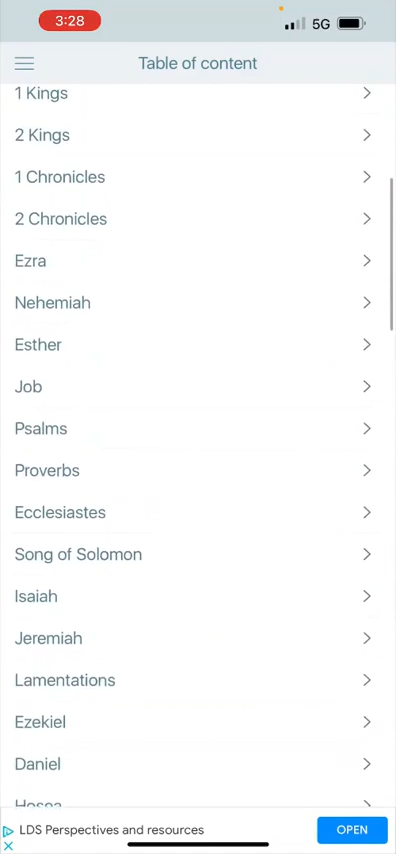 3:28
5G
Table of content
1 Kings
2 Kings
1 Chronicles
2 Chronicles
Ezra
Nehemiah
Esther
Job
Psalms
Proverbs
Ecclesiastes
Song of Solomon
Isaiah
Jeremiah
Lamentations
Ezekiel
Daniel
Hosea
LDS Perspectives and resources
OPEN